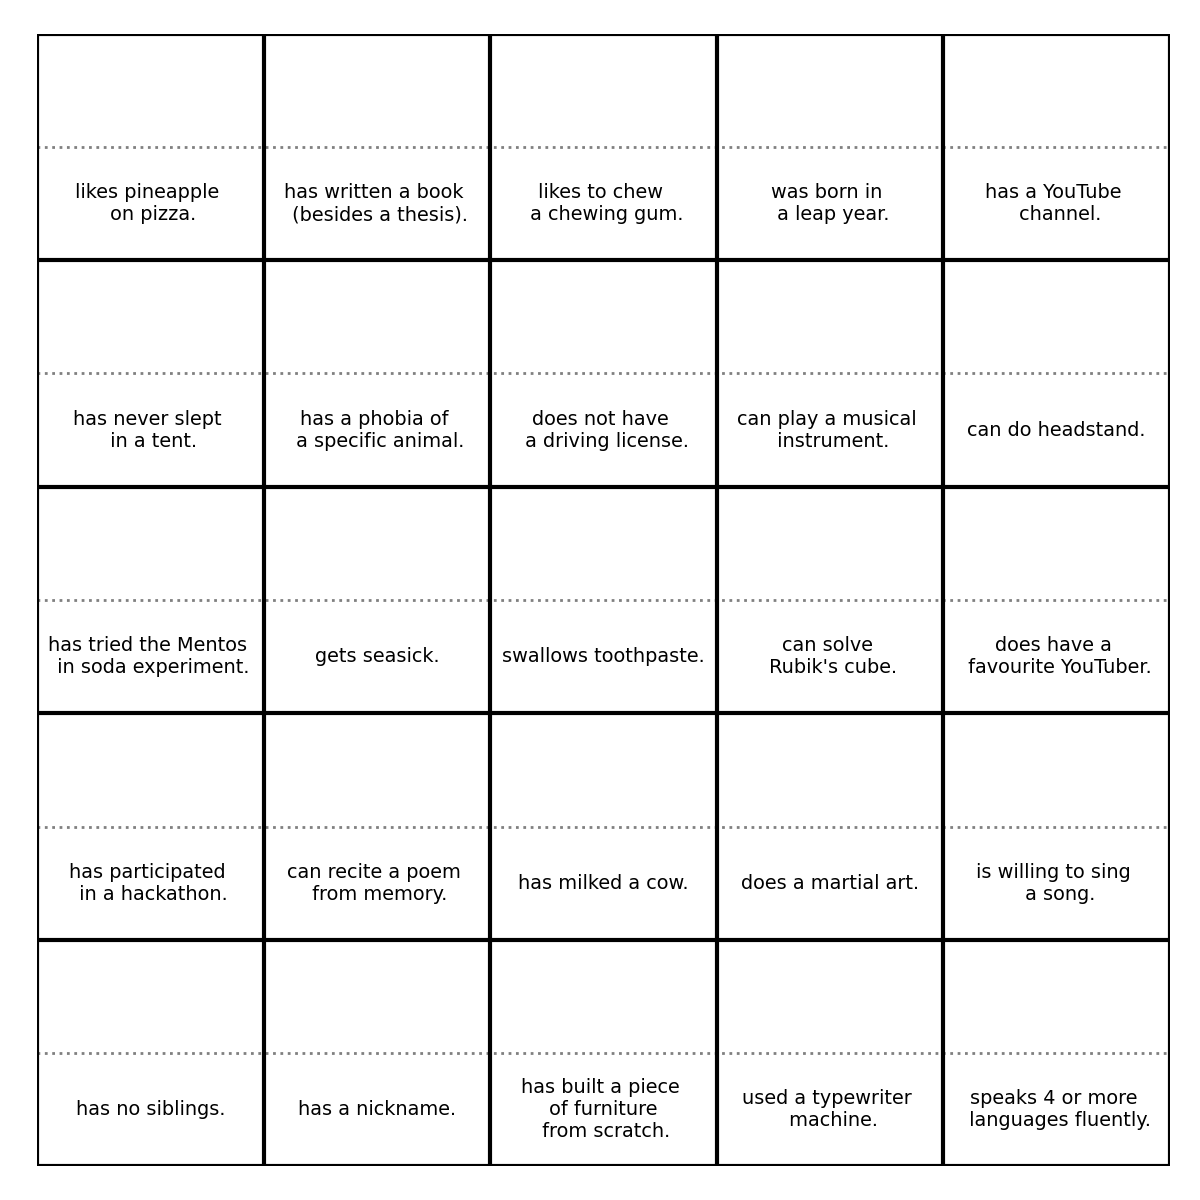 likes pineapple
on pizza.
has written a book
(besides a thesis).
likes to chew
a chewing gum.
was born in
a leap year.
has a YouTube
channel.
has never slept
in a tent.
has a phobia of
a specific animal.
does not have
a driving license.
can play a musical
instrument.
can do headstand.
has tried the Mentos
in soda experiment.
gets seasick.
swallows toothpaste.
can solve
Rubik's cube.
does have a
favourite YouTuber.
has participated
in a hackathon.
can recite a poem
from memory.
has milked a cow.
does a martial art.
is willing to sing
a song.
has no siblings.
has a nickname.
has built a piece
of furniture
from scratch.
used a typewriter
machine.
speaks 4 or more
languages fluently.